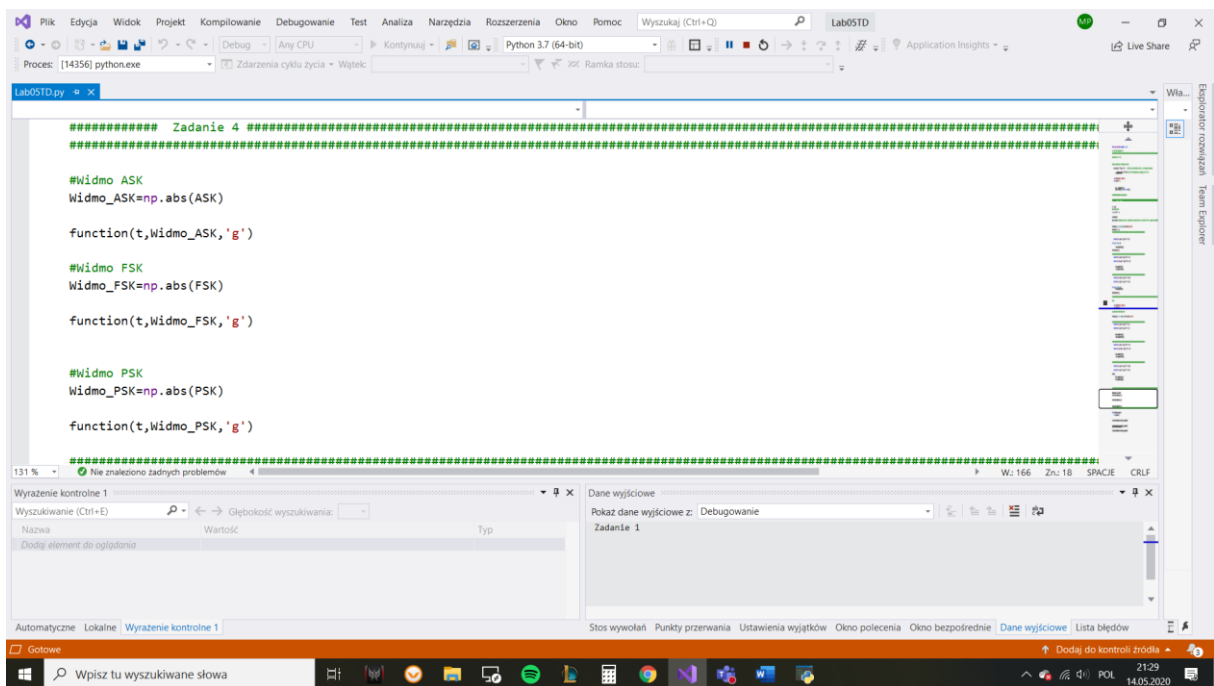 Plik Edycja Widok Projekt Kompilowanie Debugowanie Test Analiza Narzędzia Rozszerzenia Okno Pomoc Wyszukaj (Ctrl+Q) Lab05TD MP
Debug Any CPU Kontynuuj Python 3.7 (64-bit) Application Insights Live Share
Proces: [14356] python.exe Zdarzenia cyklu życia Wątek: Ramka stosu:
Lab05TD.py
Wła...
Eksplorator rozwiązań Team Explorer
############ Zadanie 4 ####################################################################################################################
############################################################################################################################################
#Widmo ASK
Widmo_ASK=np.abs(ASK)
function(t,Widmo_ASK,'g')
#Widmo FSK
Widmo_FSK=np.abs(FSK)
function(t,Widmo_FSK,'g')
#Widmo PSK
Widmo_PSK=np.abs(PSK)
function(t,Widmo_PSK,'g')
############################################################################################################################################
131 % Nie znaleziono żadnych problemów W.: 166 Zn.: 18 SPACJE CRLF
Wyrażenie kontrolne 1
Wyszukiwanie (Ctrl+E) Głębokość wyszukiwania:
Nazwa Wartość Typ
Dodaj element do oglądania
Dane wyjściowe
Pokaż dane wyjściowe z: Debugowanie
Zadanie 1
Automatyczne Lokalne Wyrażenie kontrolne 1
Stos wywołań Punkty przerwania Ustawienia wyjątków Okno polecenia Okno bezpośrednie Dane wyjściowe Lista błędów
Gotowe Dodaj do kontroli źródła
Wpisz tu wyszukiwane słowa POL 21:29
14.05.2020